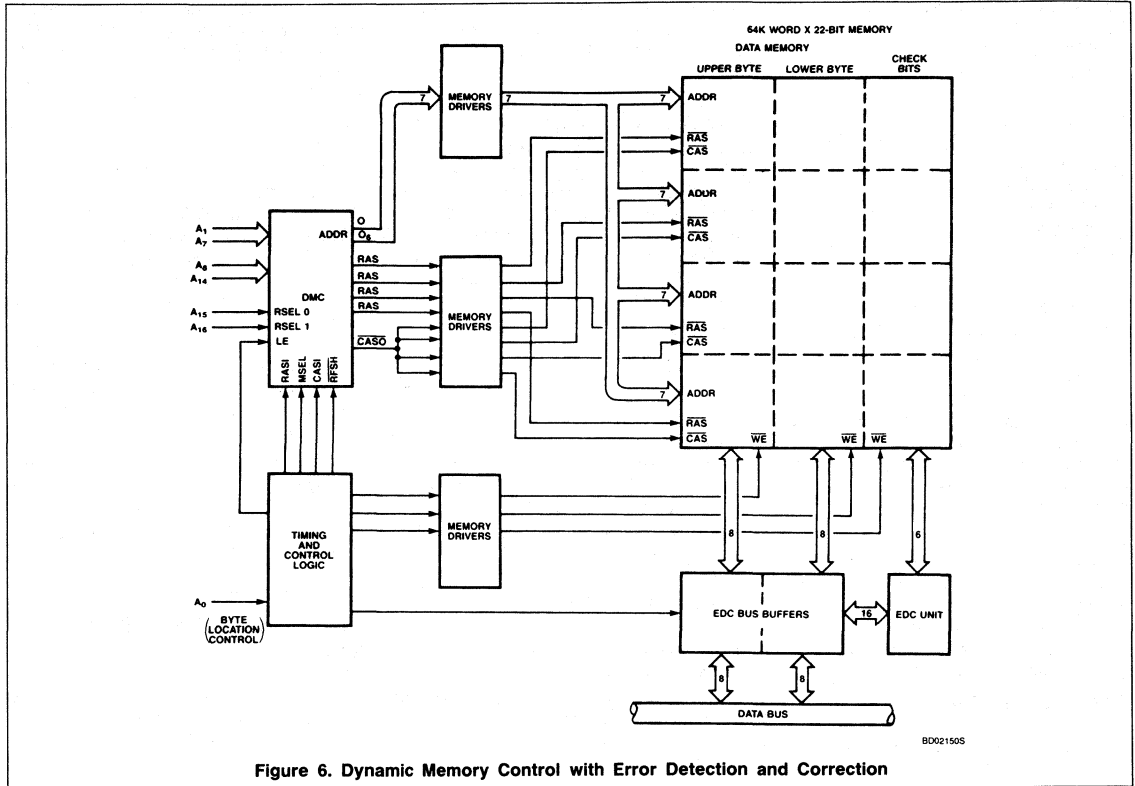 64K WORD X 22-BIT MEMORY
DATA MEMORY
UPPER BYTE
LOWER BYTE
CHECK
BITS
MEMORY
DRIVERS
7
7
ADDR
RAS
CAS
7
ADDR
RAS
CAS
7
ADDR
RAS
CAS
7
ADDR
RAS
CAS
WE
WE
WE
A1
A7
A8
A14
A15
A16
ADDR
DMC
RSEL 0
RSEL 1
LE
RASI
MSEL
CASI
RFSH
O
O6
RAS
RAS
RAS
RAS
CASO
MEMORY
DRIVERS
TIMING
AND
CONTROL
LOGIC
MEMORY
DRIVERS
A0
(BYTE
LOCATION
CONTROL)
8
8
6
EDC BUS BUFFERS
16
EDC UNIT
8
8
DATA BUS
BD02150S
Figure 6. Dynamic Memory Control with Error Detection and Correction